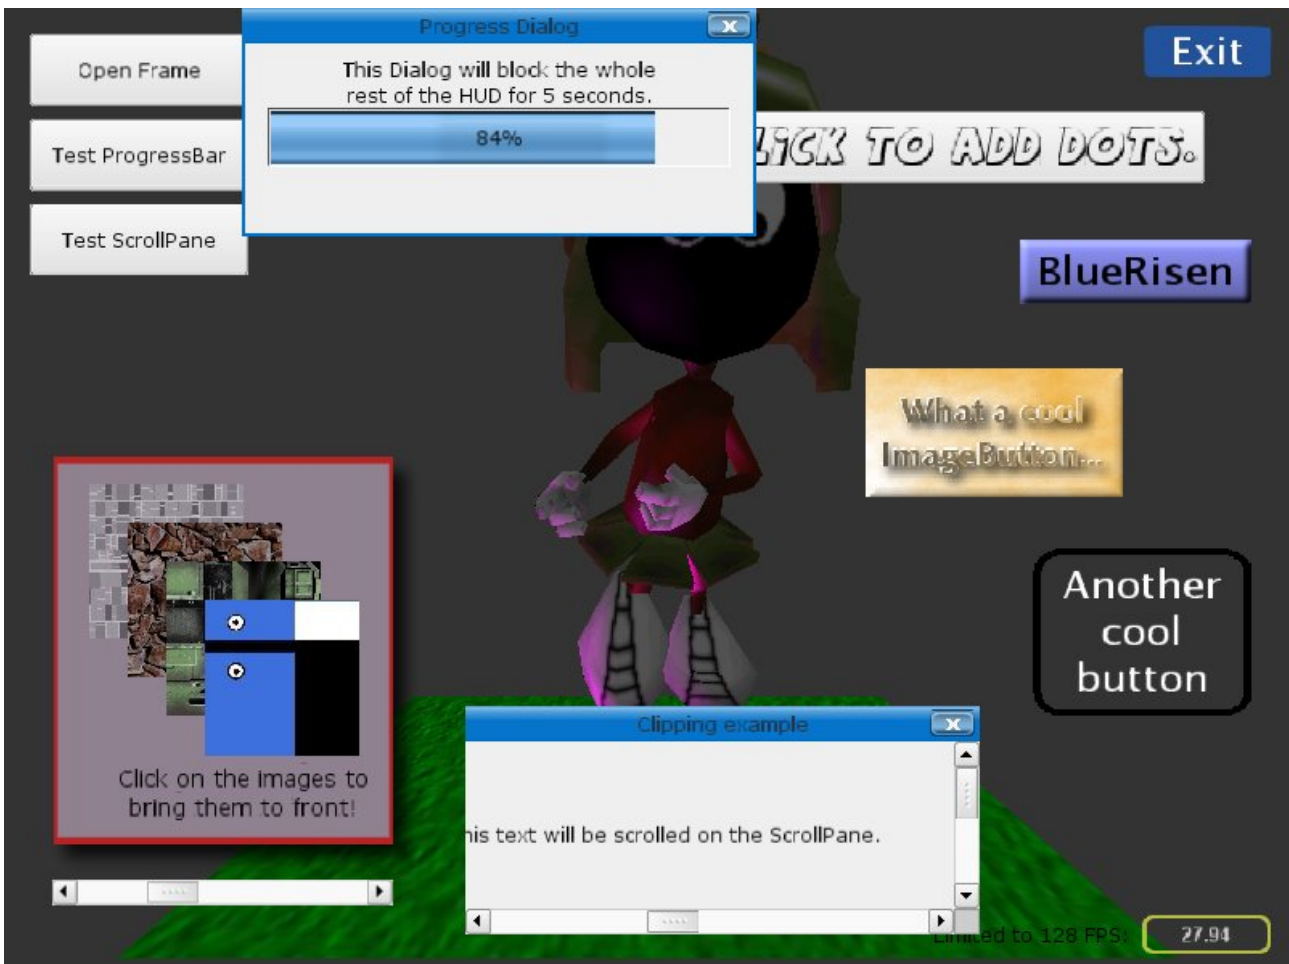 Progress Dialog
Open Frame
This Dialog will block the whole
rest of the HUD for 5 seconds.
84%
Exit
Test ProgressBar
TO ADD DOTS.
Test ScrollPane
BlueRisen
What a cool
ImageButton...
Another
cool
button
Click on the images to
bring them to front!
Clipping example
his text will be scrolled on the ScrollPane.
Limited to 128 FPS:
27.94